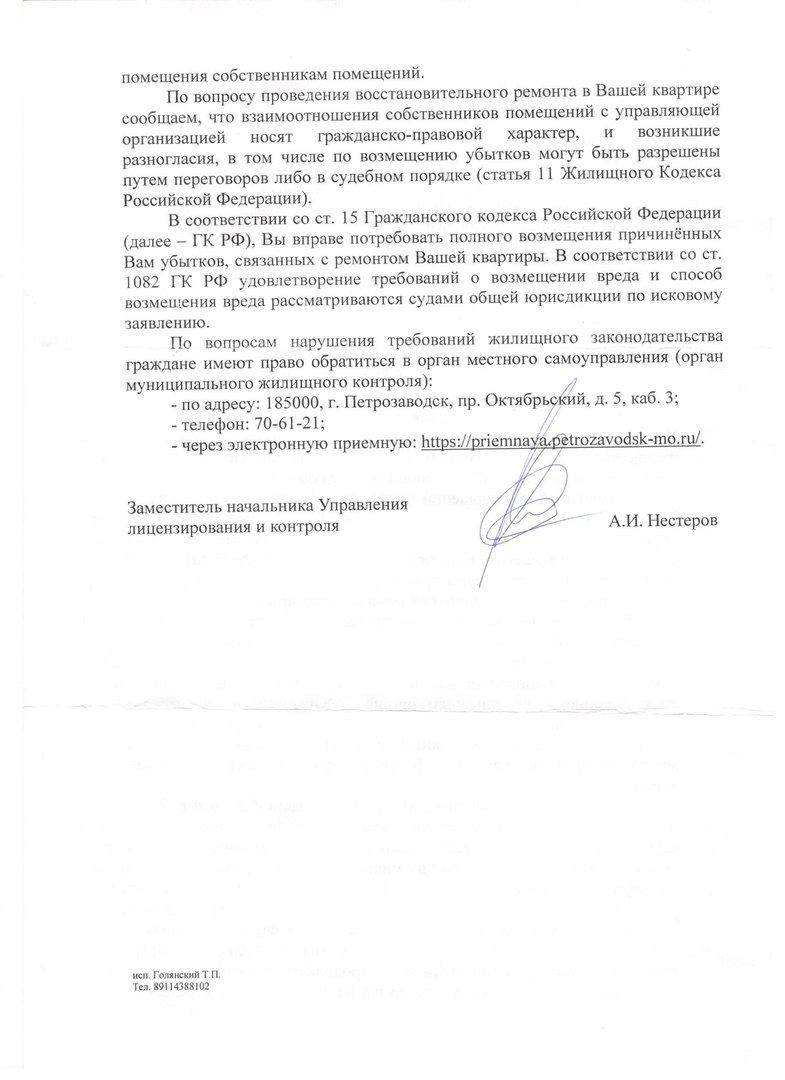 помещения собственникам помещений.
По вопросу проведения восстановительного ремонта в Вашей квартире
сообщаем, что взаимоотношения собственников помещений с управляющей
организацией носят гражданско-правовой характер, и возникшие
разногласия, в том числе по возмещению убытков могут быть разрешены
путем переговоров либо в судебном порядке (статья 11 Жилищного Кодекса
Российской Федерации).
В соответствии со ст. 15 Гражданского кодекса Российской Федерации
(далее – ГК РФ), Вы вправе потребовать полного возмещения причинённых
Вам убытков, связанных с ремонтом Вашей квартиры. В соответствии со ст.
1082 ГК РФ удовлетворение требований о возмещении вреда и способ
возмещения вреда рассматриваются судами общей юрисдикции по исковому
заявлению.
По вопросам нарушения требований жилищного законодательства
граждане имеют право обратиться в орган местного самоуправления (орган
муниципального жилищного контроля):
- по адресу: 185000, г. Петрозаводск, пр. Октябрьский, д. 5, каб. 3;
- телефон: 70-61-21;
- через электронную приемную: https://priemnaya.petrozavodsk-mo.ru/.
Заместитель начальника Управления
лицензирования и контроля
А.И. Нестеров
исп. Голянский Т.П.
Тел. 89114388102